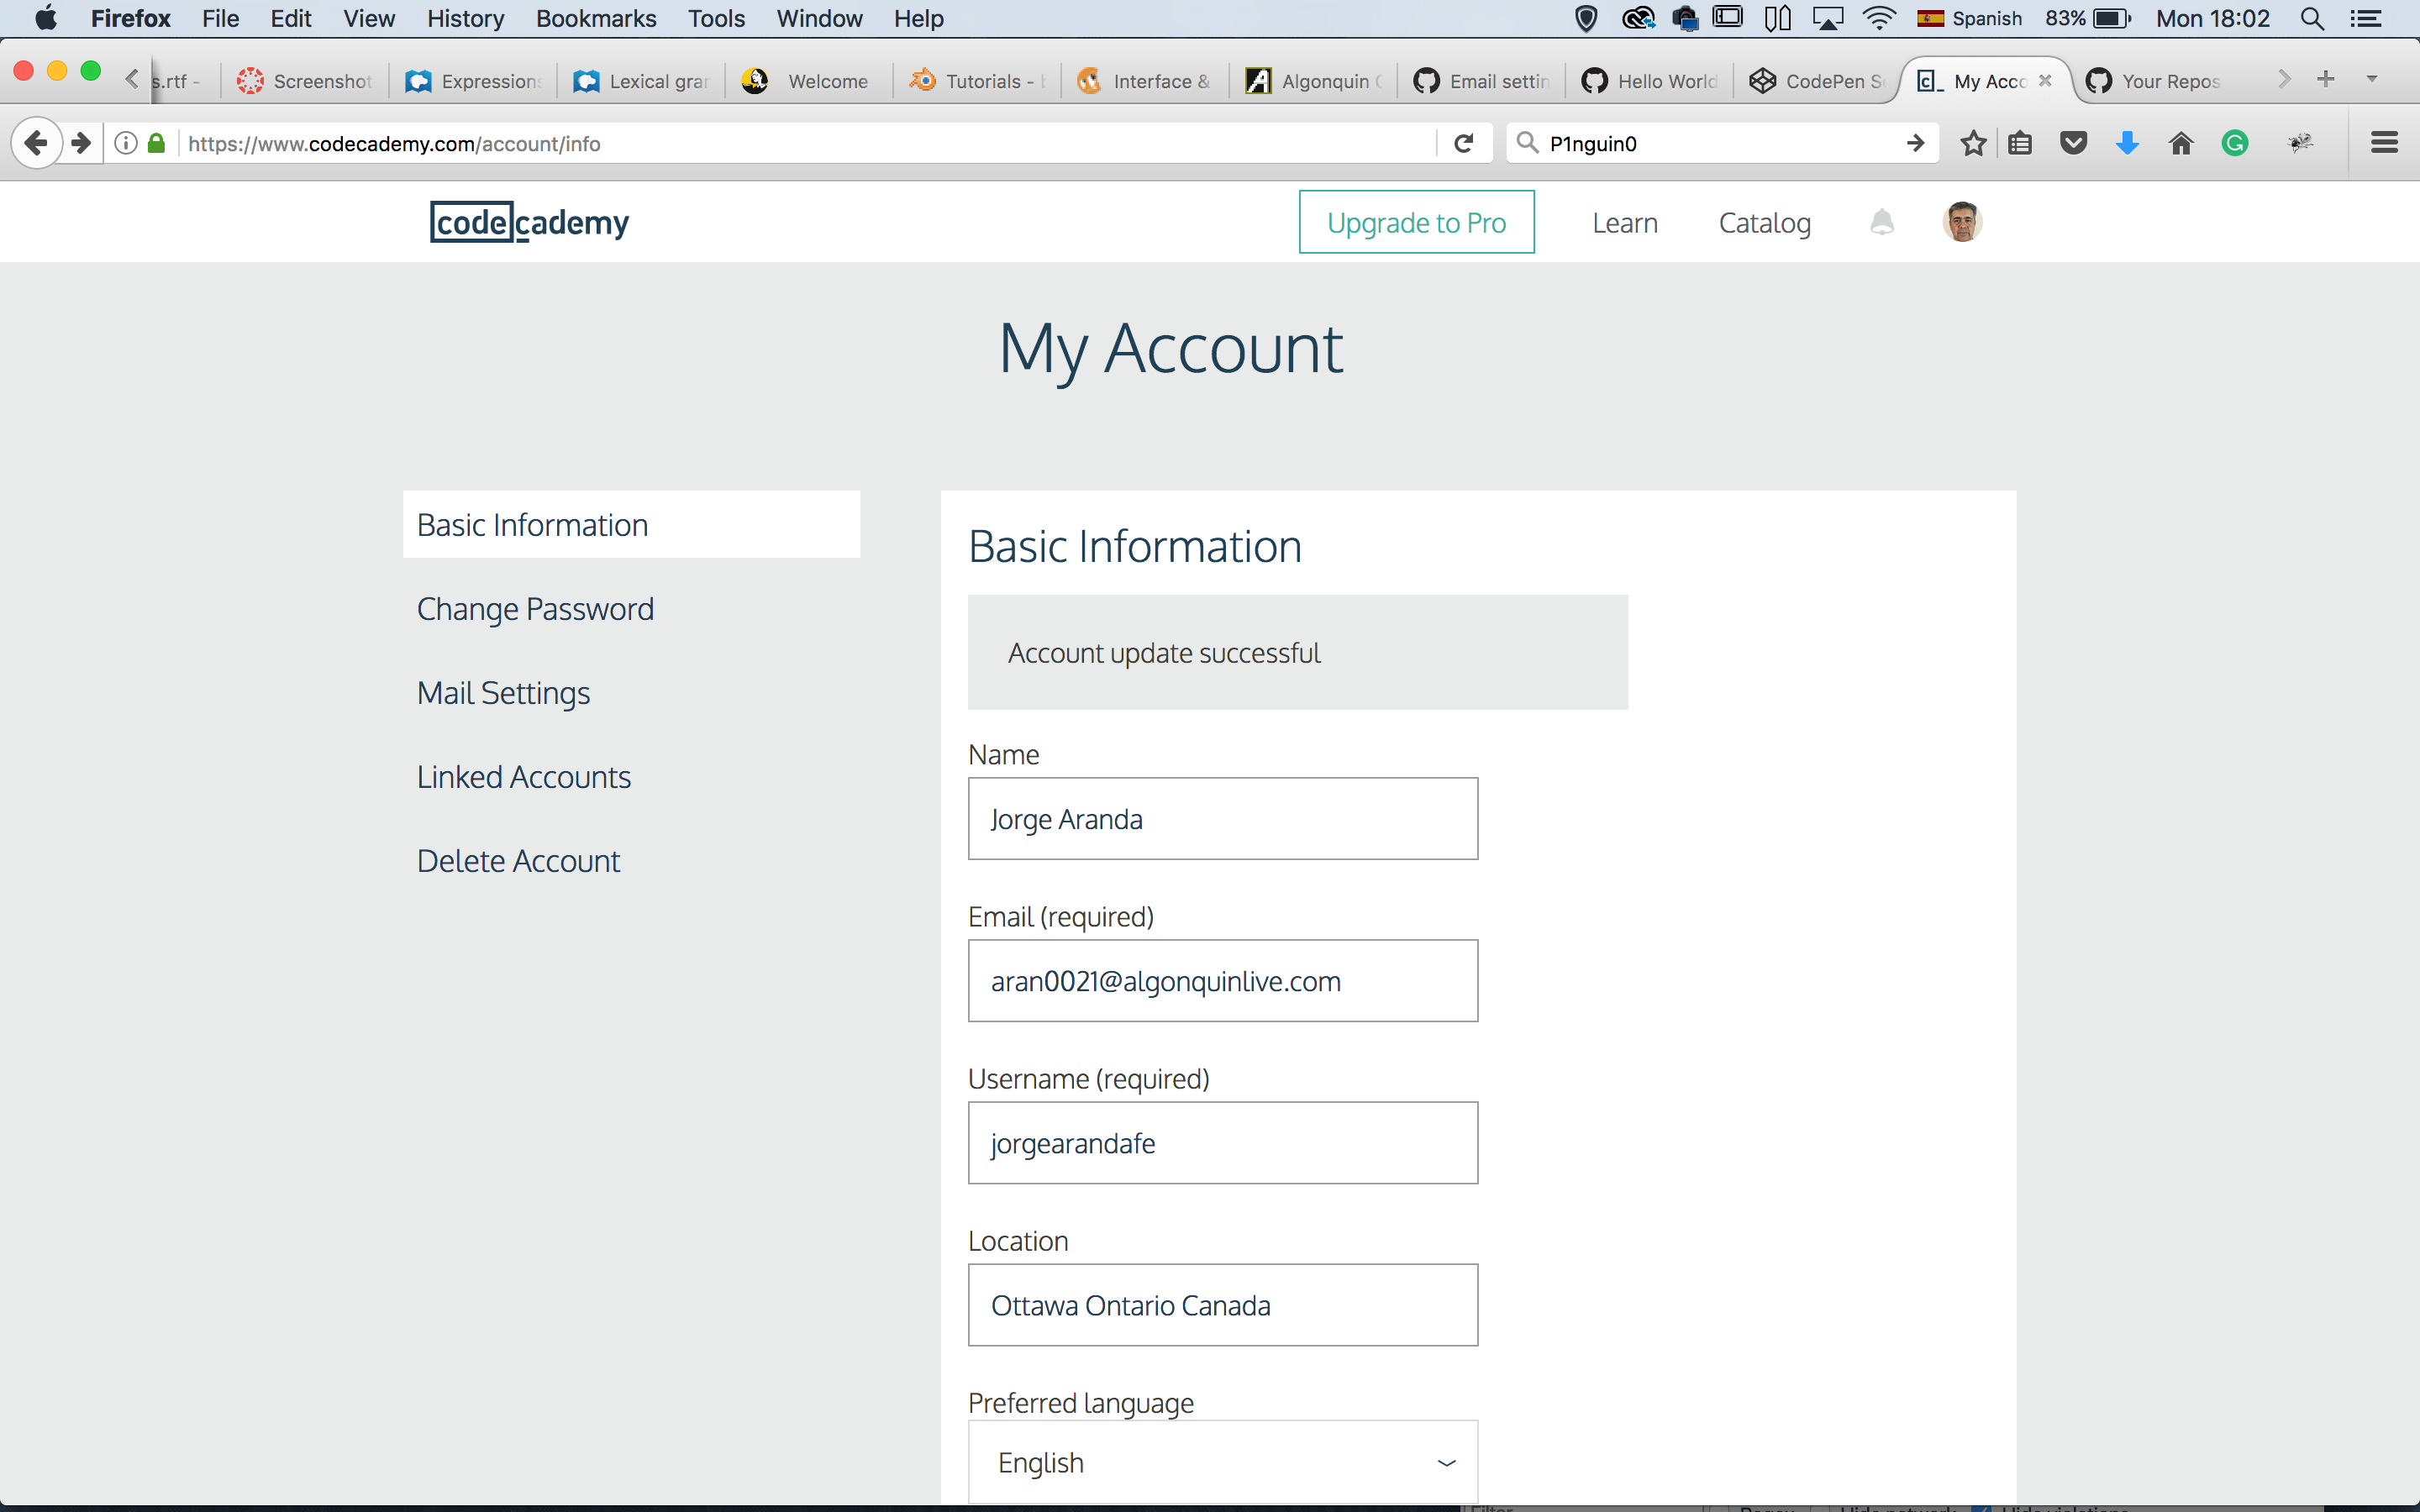 Firefox File Edit View History Bookmarks Tools Window Help Spanish 83% Mon 18:02
s.rtf - Screenshot Expressions Lexical gra Welcome Tutorials - Interface & Algonquin Email settin Hello World CodePen S My Acco Your Repos
https://www.codecademy.com/account/info P1nguin0
codecademy Upgrade to Pro Learn Catalog
My Account
Basic Information
Change Password
Mail Settings
Linked Accounts
Delete Account
Basic Information
Account update successful
Name
Jorge Aranda
Email (required)
aran0021@algonquinlive.com
Username (required)
jorgearandafe
Location
Ottawa Ontario Canada
Preferred language
English